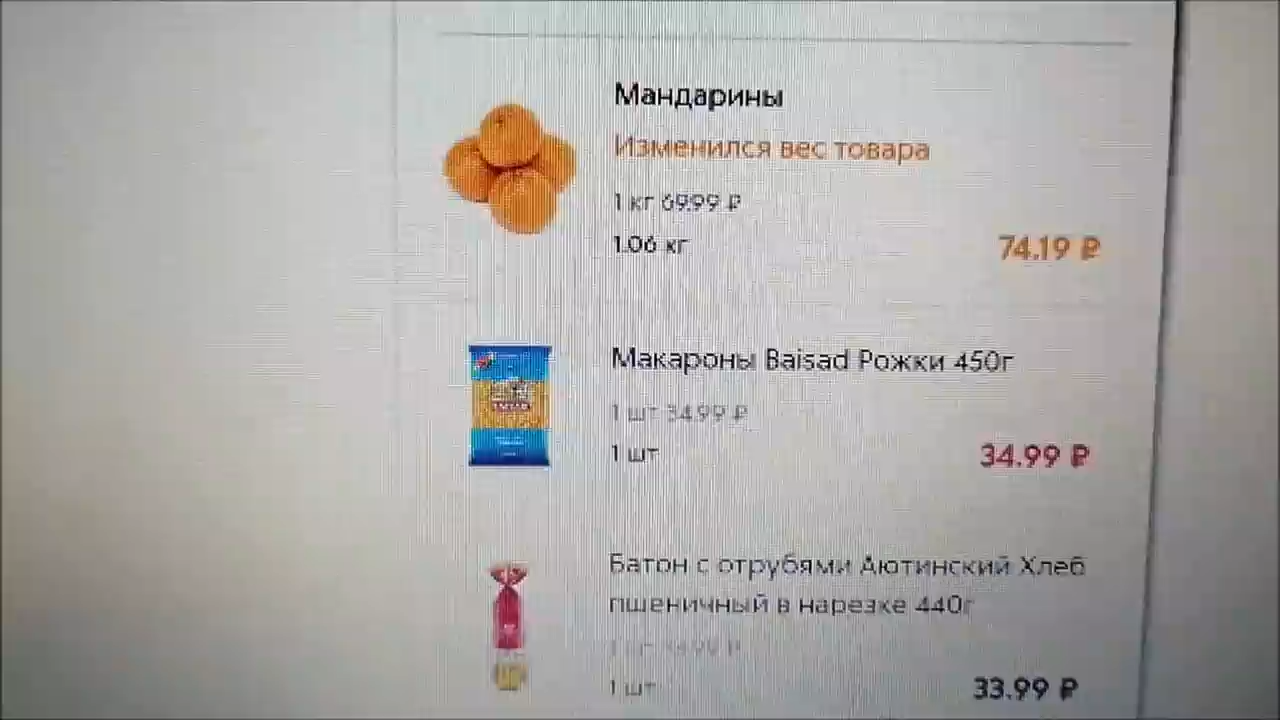 Мандарины
Изменился вес товара
1 кг 69.99 ₽
1.06 кг
74.19 ₽
Макароны Baisad Рожки 450г
1 шт 34.99 ₽
1 шт
34.99 ₽
Батон с отрубями Аютинский Хлеб
пшеничный в нарезке 440г
1 шт
33.99 ₽